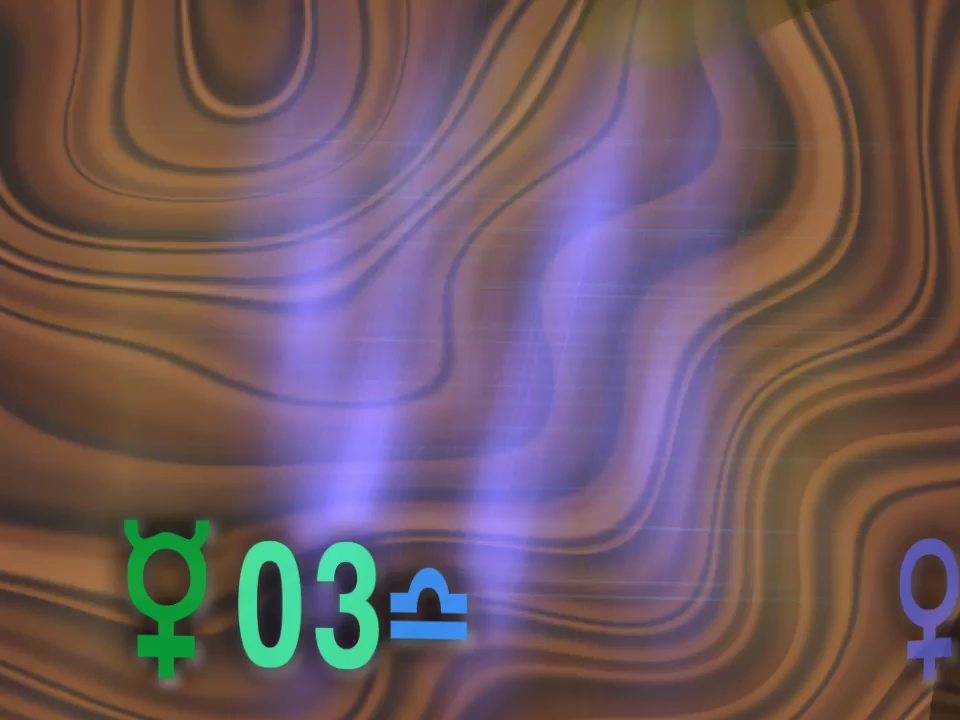 ☿ 03 ♎ ♀